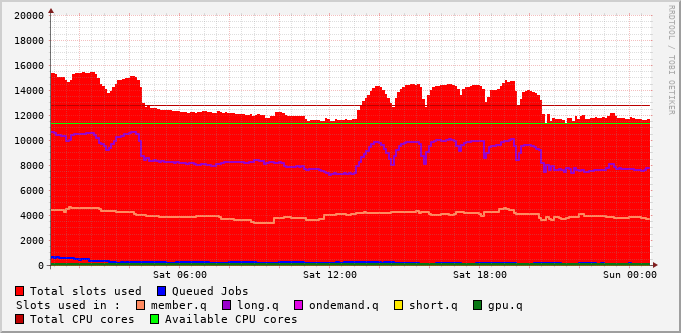 20000
18000
16000
14000
12000
10000
8000
6000
4000
2000
0
Sat 06:00 Sat 12:00 Sat 18:00 Sun 00:00
RRDTOOL / TOBI OETIKER
Total slots used Queued Jobs
Slots used in : member.q long.q ondemand.q short.q gpu.q
Total CPU cores Available CPU cores